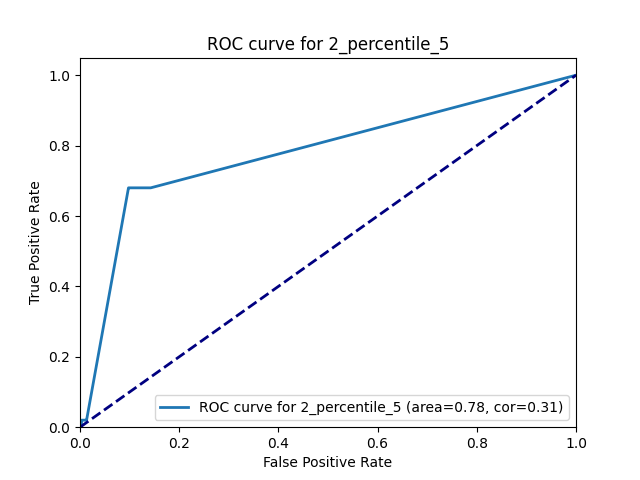 ROC curve for 2_percentile_5
True Positive Rate
1.0
0.8
0.6
0.4
0.2
0.0
ROC curve for 2_percentile_5 (area=0.78, cor=0.31)
0.0 0.2 0.4 0.6 0.8 1.0
False Positive Rate